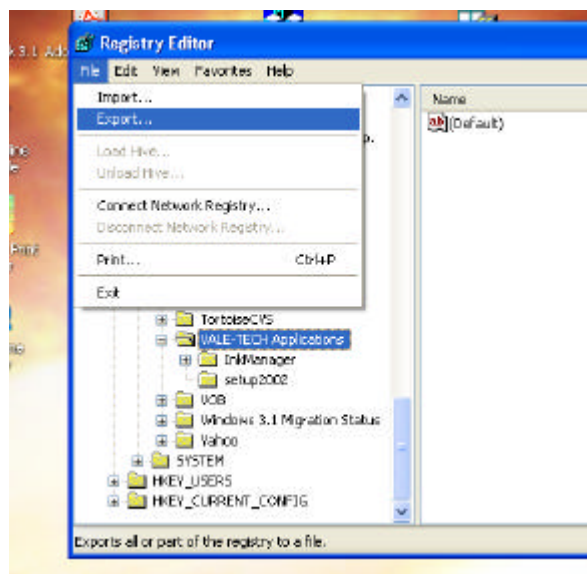 Registry Editor
File Edit View Favorites Help
Import...
Export...
Load Hive...
Unload Hive...
Connect Network Registry...
Disconnect Network Registry...
Print... Ctrl+P
Exit
Name
(Default)
p.
TortoiseCVS
VALE-TECH Applications
InkManager
setup2002
VOB
Windows 3.1 Migration Status
Yahoo
SYSTEM
HKEY_USERS
HKEY_CURRENT_CONFIG
Exports all or part of the registry to a file.